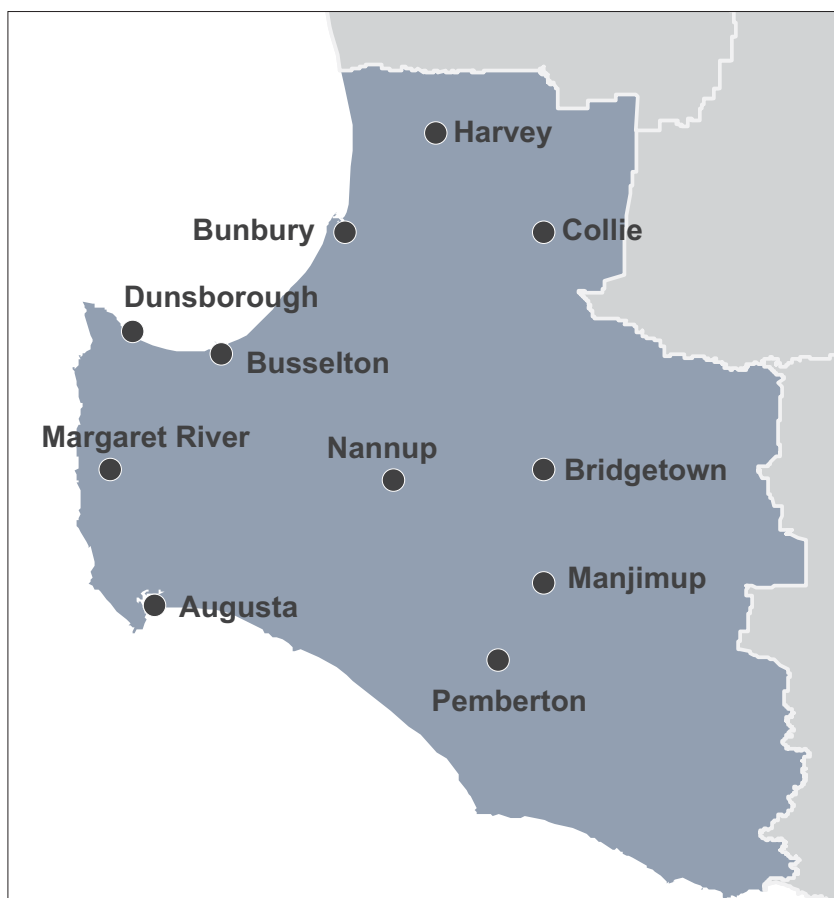 Harvey
Bunbury
Collie
Dunsborough
Busselton
Margaret River
Nannup
Bridgetown
Manjimup
Augusta
Pemberton